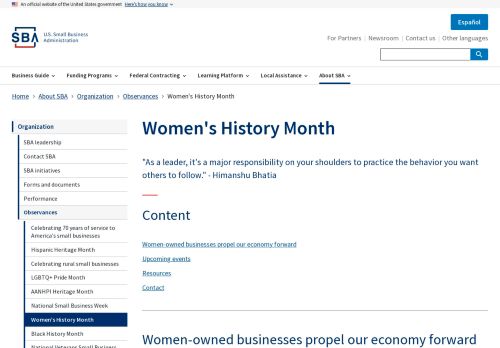 An official website of the United States government Here's how you know
Español
SBA U.S. Small Business
Administration
For Partners Newsroom Contact us Other languages
Business Guide Funding Programs Federal Contracting Learning Platform Local Assistance About SBA
Home About SBA Organization Observances Women's History Month
Organization
SBA leadership
Contact SBA
SBA initiatives
Forms and documents
Performance
Observances
Celebrating 70 years of service to
America's small businesses
Hispanic Heritage Month
Celebrating rural small businesses
LGBTQ+ Pride Month
AANHPI Heritage Month
National Small Business Week
Women's History Month
Black History Month
National Veterans Small Business
Women's History Month
"As a leader, it's a major responsibility on your shoulders to practice the behavior you want
others to follow." - Himanshu Bhatia
Content
Women-owned businesses propel our economy forward
Upcoming events
Resources
Contact
Women-owned businesses propel our economy forward